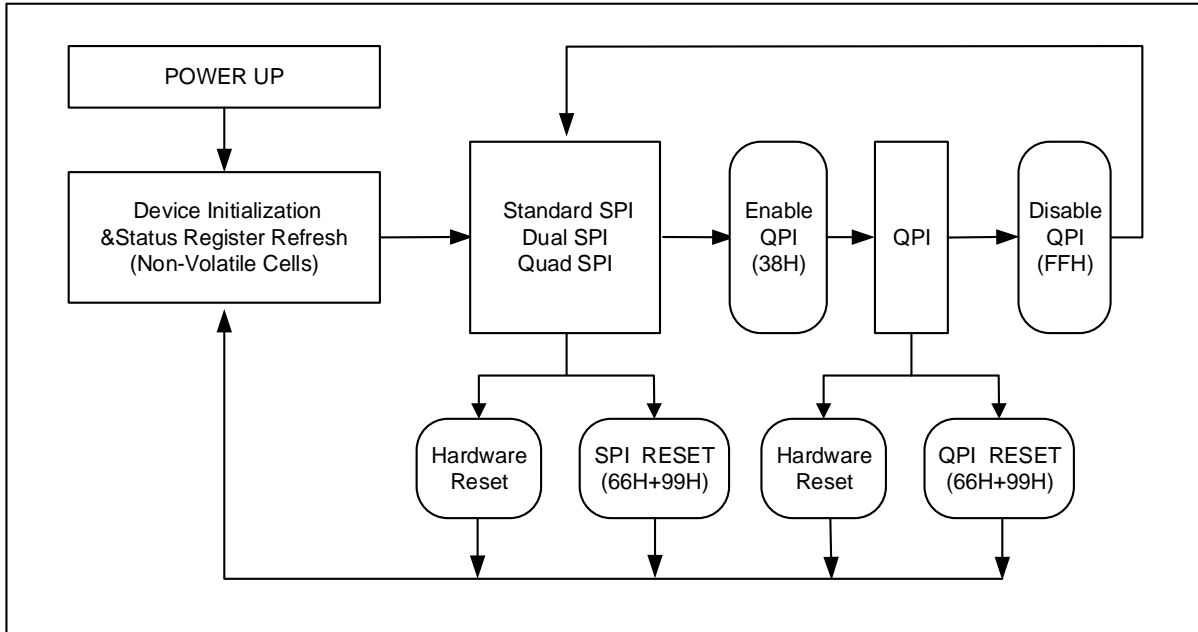 POWER UP
Device Initialization
&Status Register Refresh
(Non-Volatile Cells)
Standard SPI
Dual SPI
Quad SPI
Enable
QPI
(38H)
QPI
Disable
QPI
(FFH)
Hardware
Reset
SPI RESET
(66H+99H)
Hardware
Reset
QPI RESET
(66H+99H)